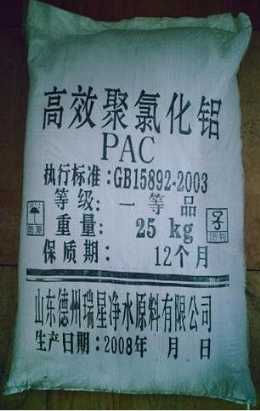 高效聚氯化铝
PAC
执行标准:GB15892-2003
等级: 一等品
重量: 25 kg
保质期: 12个月
山东德州瑞星净水原料有限公司
生产日期:2008年 月 日